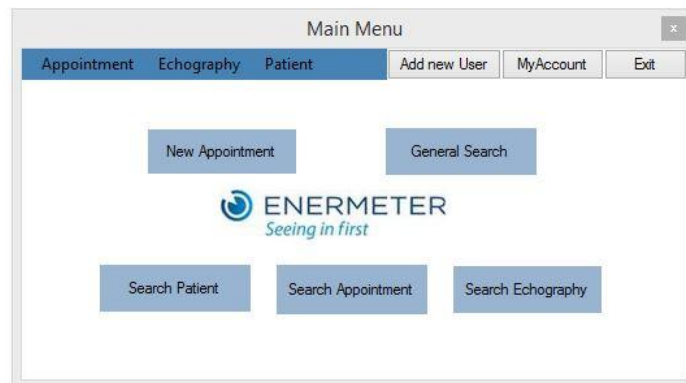 Main Menu
x
Appointment Echography Patient Add new User MyAccount Exit
New Appointment General Search
ENERMETER
Seeing in first
Search Patient Search Appointment Search Echography